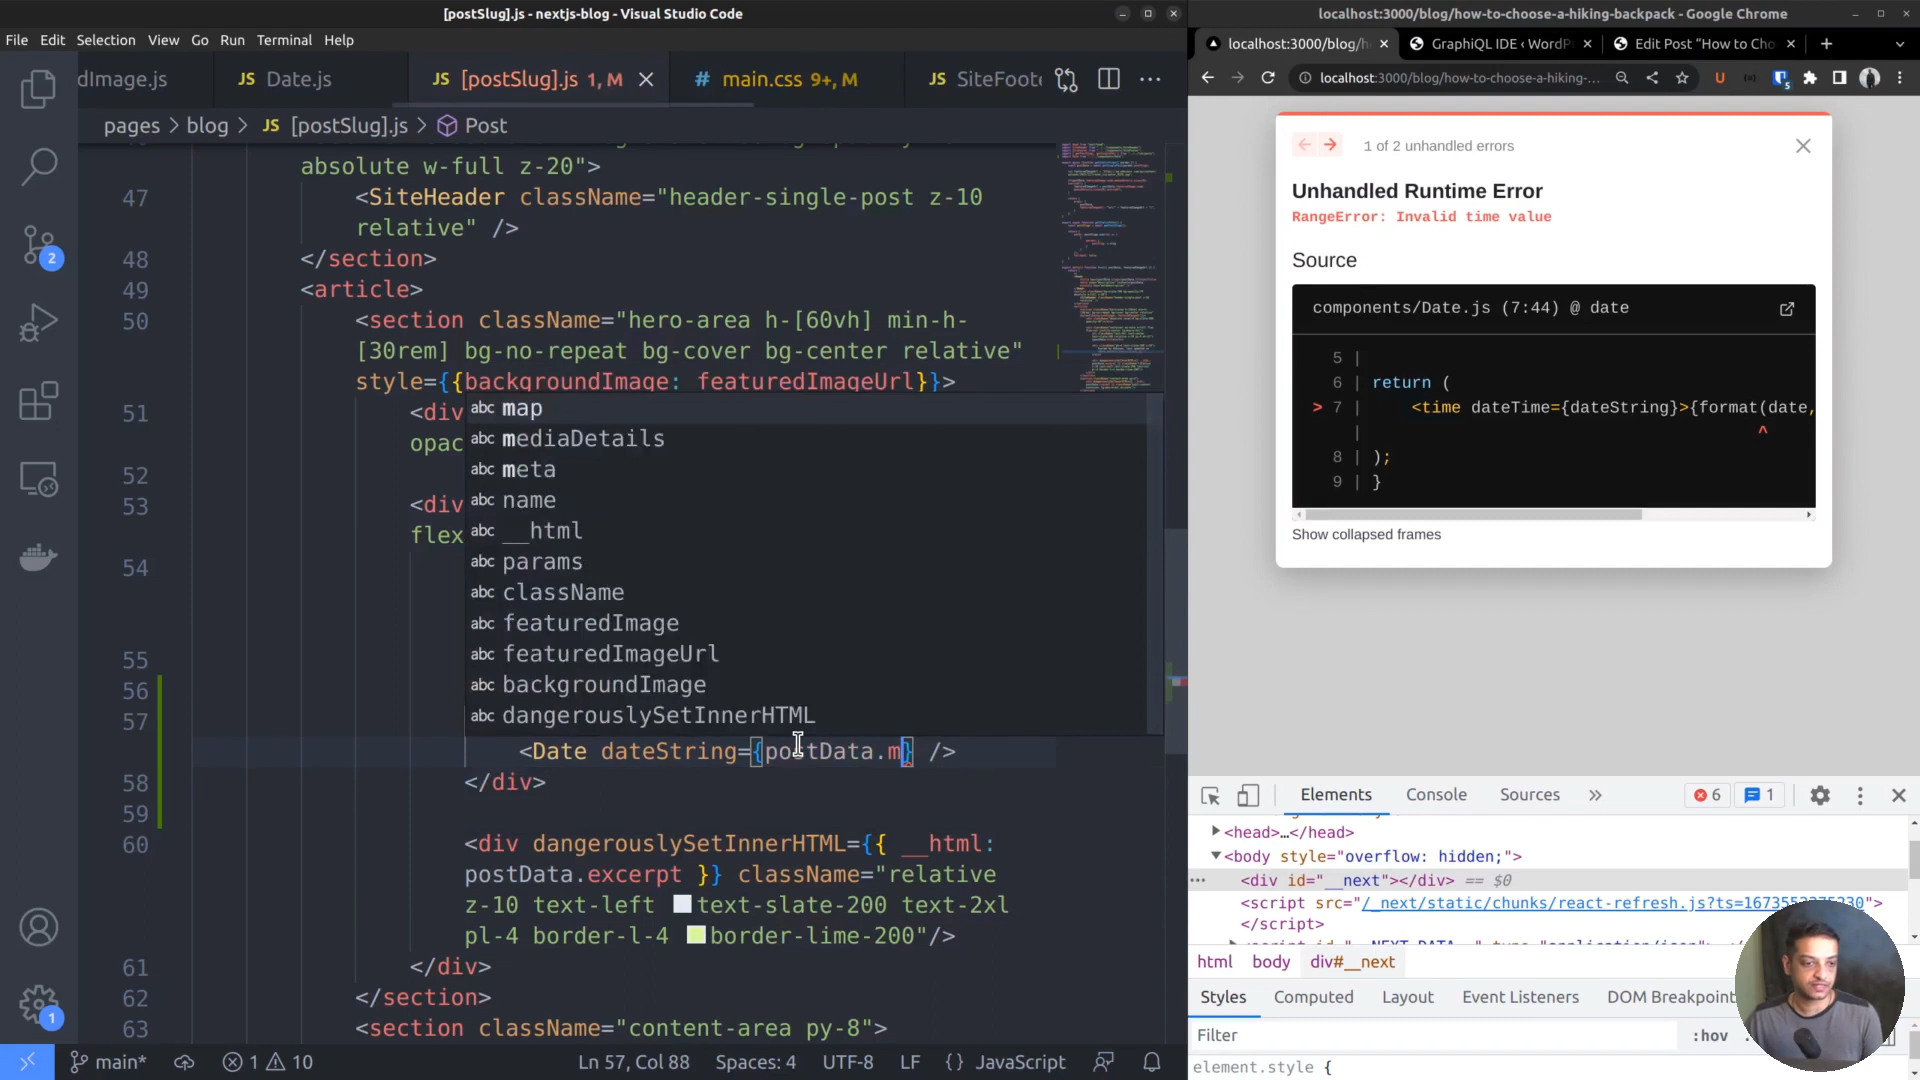 [postSlug].js - nextjs-blog - Visual Studio Code
File Edit Selection View Go Run Terminal Help
dImage.js
JS Date.js
JS [postSlug].js 1, M
# main.css 9+, M
JS SiteFoote
pages > blog > JS [postSlug].js > Post
absolute w-full z-20">
47 <SiteHeader className="header-single-post z-10
relative" />
48 </section>
49 <article>
50 <section className="hero-area h-[60vh] min-h-
[30rem] bg-no-repeat bg-cover bg-center relative"
style={{backgroundImage: featuredImageUrl}}>
51 <div
opac
52
53 <div
flex
54
55
56
57
abc map
abc mediaDetails
abc meta
abc name
abc __html
abc params
abc className
abc featuredImage
abc featuredImageUrl
abc backgroundImage
abc dangerouslySetInnerHTML
<Date dateString={postData.m} />
58 </div>
59
60 <div dangerouslySetInnerHTML={{ __html:
postData.excerpt }} className="relative
z-10 text-left text-slate-200 text-2xl
pl-4 border-l-4 border-lime-200"/>
61 </div>
62 </section>
63 <section className="content-area py-8">
2
1
main* 1 10 Ln 57, Col 88 Spaces: 4 UTF-8 LF {} JavaScript
localhost:3000/blog/how-to-choose-a-hiking-backpack - Google Chrome
localhost:3000/blog/h
GraphiQL IDE ‹ WordP
Edit Post “How to Cho
localhost:3000/blog/how-to-choose-a-hiking-...
1 of 2 unhandled errors
Unhandled Runtime Error
RangeError: Invalid time value
Source
components/Date.js (7:44) @ date
5 |
6 | return (
> 7 | <time dateTime={dateString}>{format(date,
| ^
8 | );
9 | }
Show collapsed frames
Elements Console Sources » 6 1
<head>…</head>
<body style="overflow: hidden;">
<div id="__next"></div> == $0
<script src="/_next/static/chunks/react-refresh.js?ts=1673553275230">
</script>
html body div#__next
Styles Computed Layout Event Listeners DOM Breakpoint
Filter :hov
element.style {